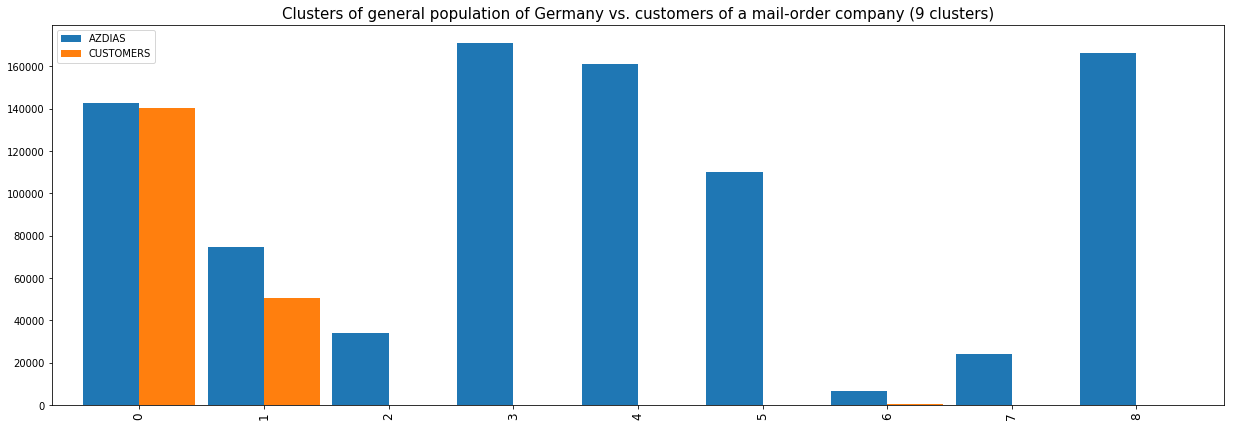 Clusters of general population of Germany vs. customers of a mail-order company (9 clusters)
AZDIAS
CUSTOMERS
160000
140000
120000
100000
80000
60000
40000
20000
0
0 1 2 3 4 5 6 7 8